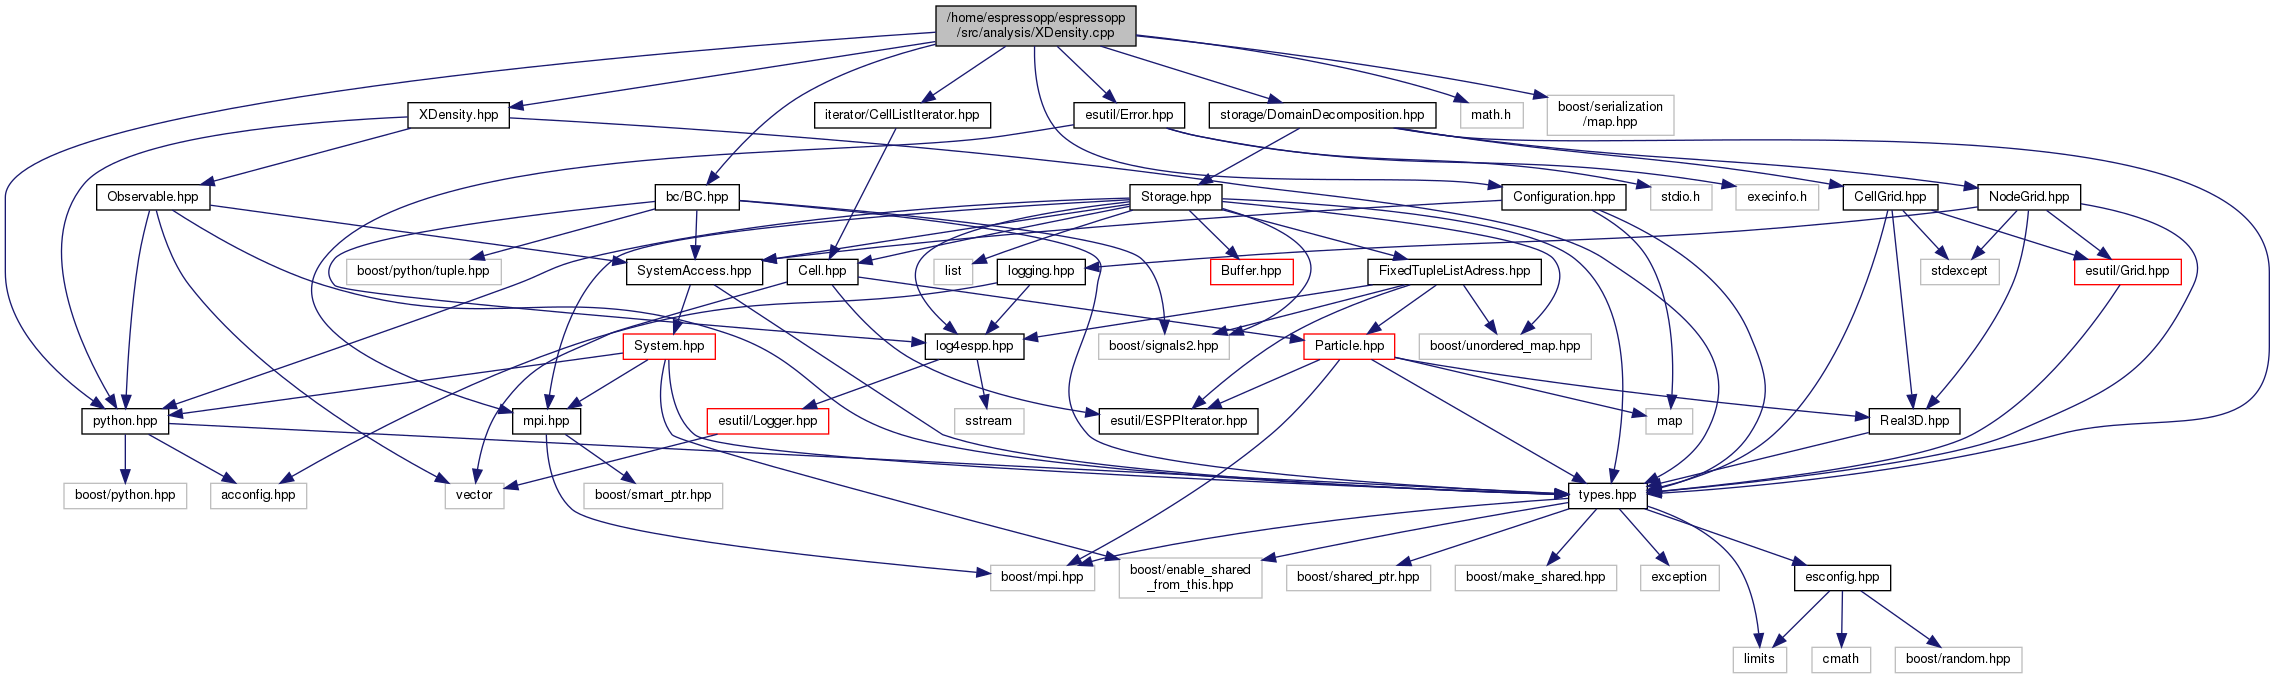 /home/espressopp/espressopp
/src/analysis/XDensity.cpp
XDensity.hpp
iterator/CellListIterator.hpp
esutil/Error.hpp
storage/DomainDecomposition.hpp
math.h
boost/serialization
/map.hpp
Observable.hpp
bc/BC.hpp
Storage.hpp
Configuration.hpp
stdio.h
execinfo.h
CellGrid.hpp
NodeGrid.hpp
boost/python/tuple.hpp
SystemAccess.hpp
Cell.hpp
list
logging.hpp
Buffer.hpp
FixedTupleListAdress.hpp
stdexcept
esutil/Grid.hpp
System.hpp
log4espp.hpp
boost/signals2.hpp
Particle.hpp
boost/unordered_map.hpp
python.hpp
mpi.hpp
esutil/Logger.hpp
sstream
esutil/ESPPIterator.hpp
map
Real3D.hpp
boost/python.hpp
acconfig.hpp
vector
boost/smart_ptr.hpp
types.hpp
boost/mpi.hpp
boost/enable_shared
_from_this.hpp
boost/shared_ptr.hpp
boost/make_shared.hpp
exception
esconfig.hpp
limits
cmath
boost/random.hpp